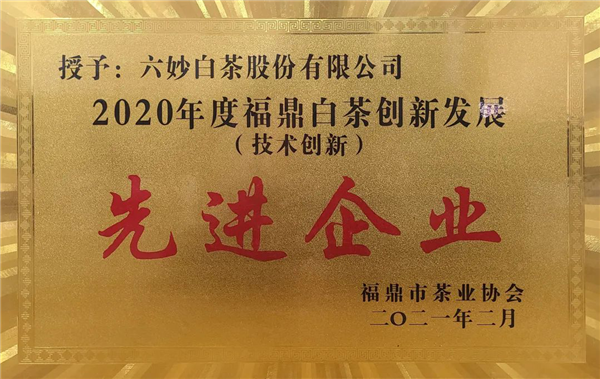 授予：六妙白茶股份有限公司
2020年度福鼎白茶创新发展
（技术创新）
先进企业
福鼎市茶业协会
二〇二一年二月